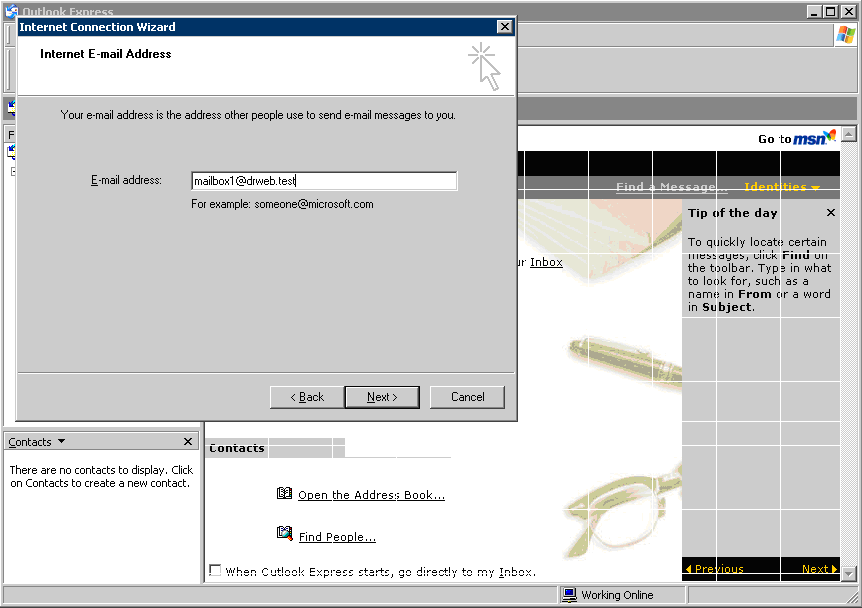 Outlook Express
Internet Connection Wizard
Internet E-mail Address
Your e-mail address is the address other people use to send e-mail messages to you.
E-mail address:
mailbox1@drweb.test
For example: someone@microsoft.com
< Back
Next >
Cancel
F
Go to msn
Find a Message...
Identities
ur Inbox
Tip of the day
To quickly locate certain
messages, click Find on
the toolbar. Type in what
to look for, such as a
name in From or a word
in Subject.
Previous
Next
Contacts
There are no contacts to display. Click
on Contacts to create a new contact.
Contacts
Open the Address Book...
Find People...
When Outlook Express starts, go directly to my Inbox.
Working Online